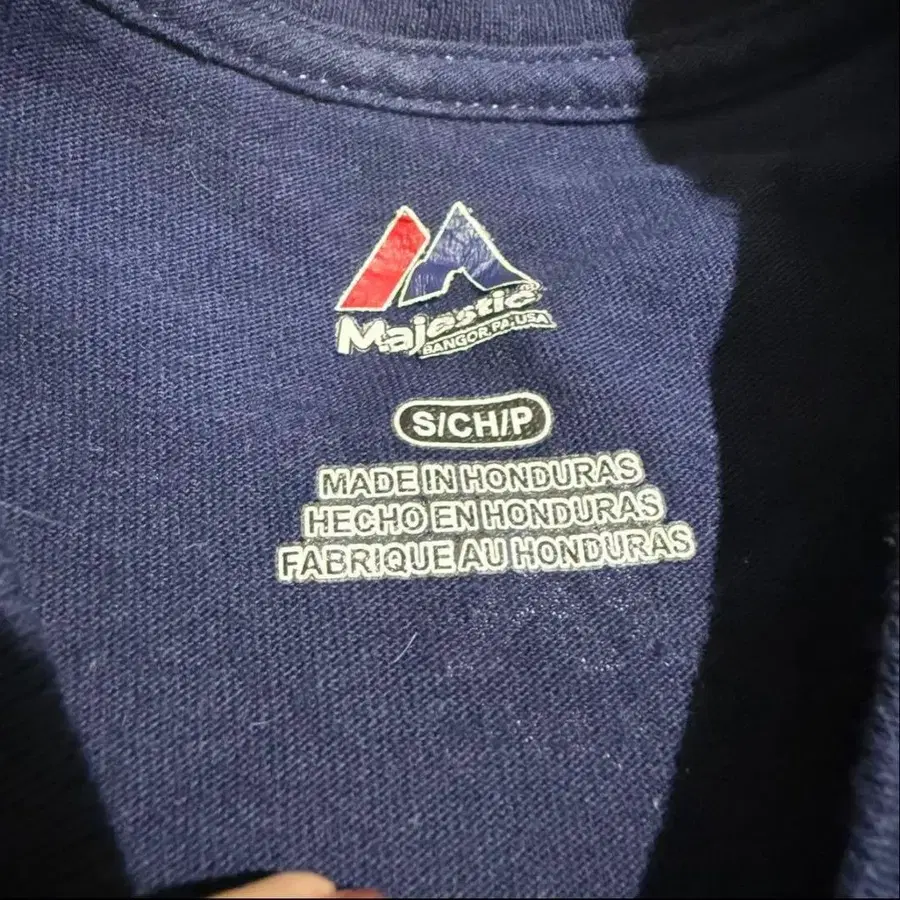 Majestic
BANGOR, PA, USA
S/CH/P
MADE IN HONDURAS
HECHO EN HONDURAS
FABRIQUE AU HONDURAS